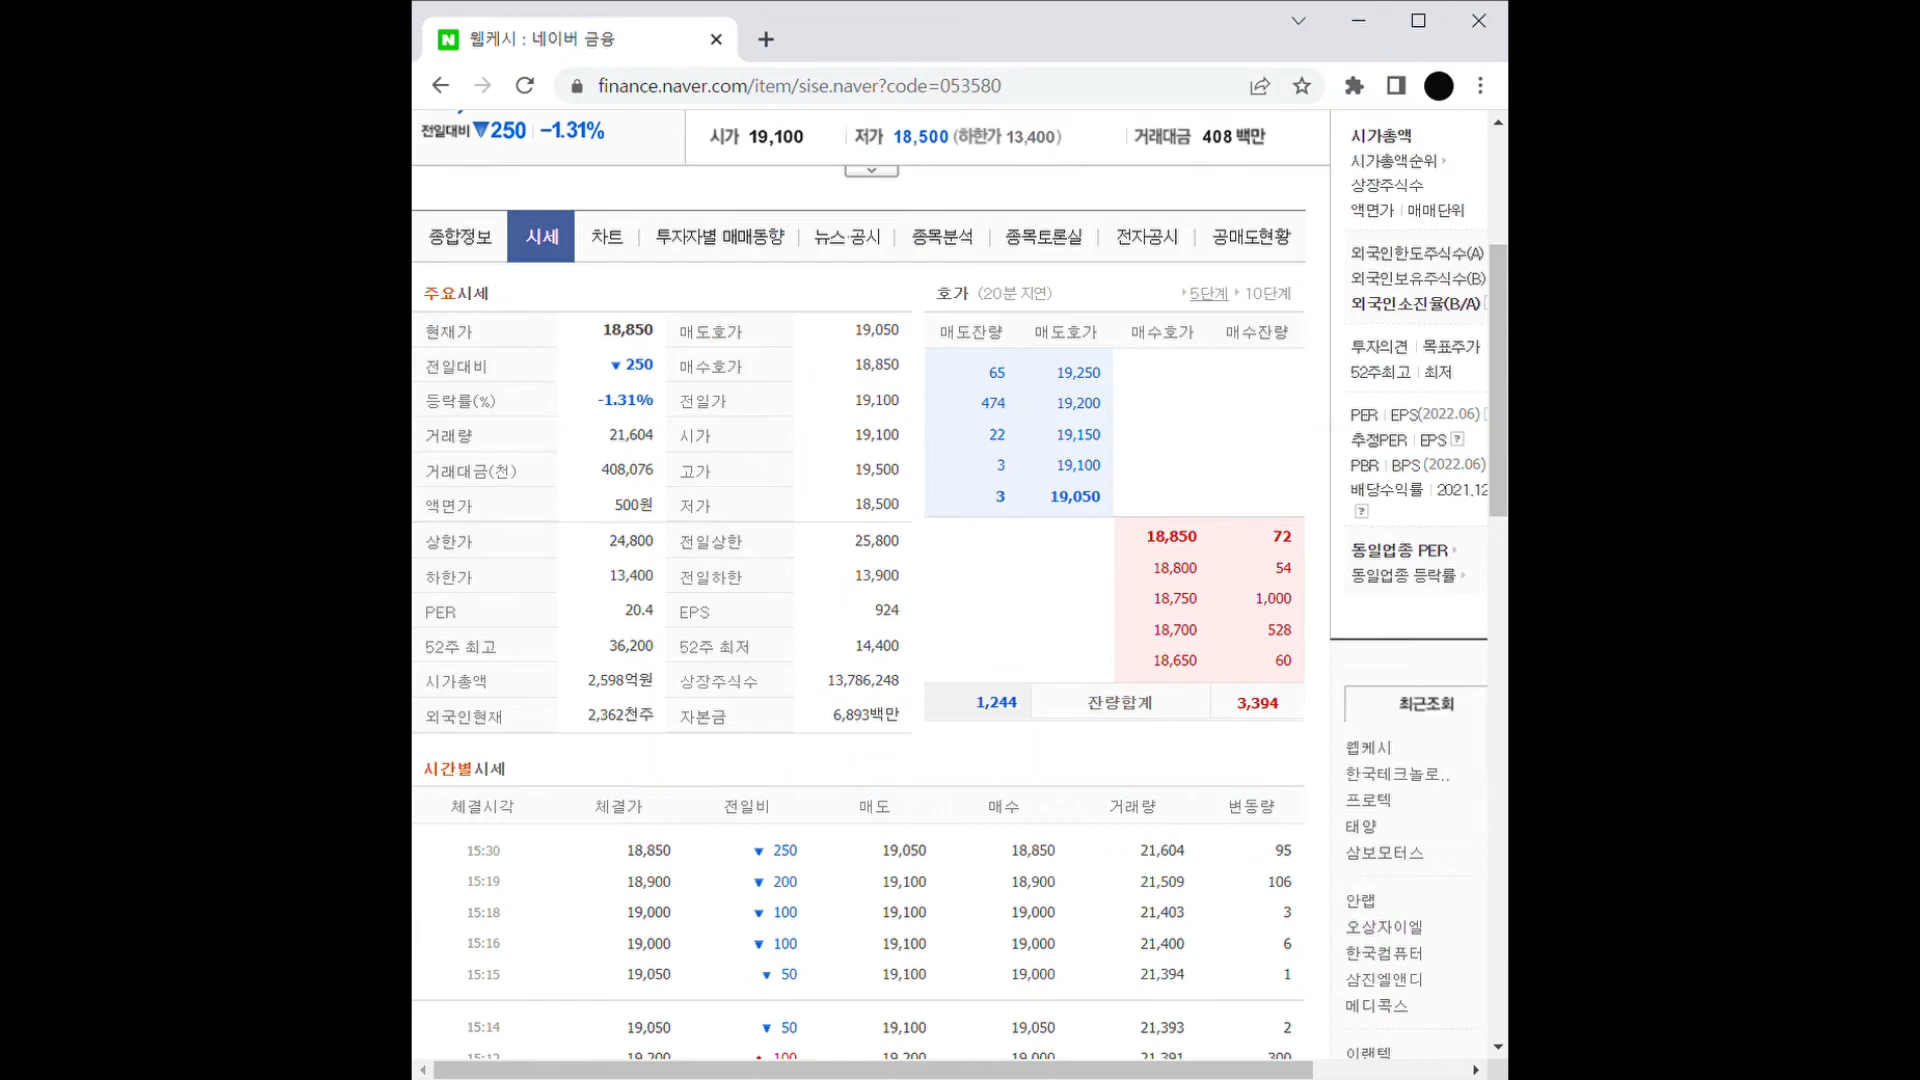 웹케시 : 네이버 금융
finance.naver.com/item/sise.naver?code=053580
전일대비 ▼250 -1.31%
시가 19,100 저가 18,500 (하한가 13,400) 거래대금 408 백만
종합정보 시세 차트 투자자별 매매동향 뉴스·공시 종목분석 종목토론실 전자공시 공매도현황
주요시세
현재가 18,850 매도호가 19,050
전일대비 ▼ 250 매수호가 18,850
등락률(%) -1.31% 전일가 19,100
거래량 21,604 시가 19,100
거래대금(천) 408,076 고가 19,500
액면가 500원 저가 18,500
상한가 24,800 전일상한 25,800
하한가 13,400 전일하한 13,900
PER 20.4 EPS 924
52주 최고 36,200 52주 최저 14,400
시가총액 2,598억원 상장주식수 13,786,248
외국인현재 2,362천주 자본금 6,893백만
호가 (20분 지연) 5단계 10단계
매도잔량 매도호가 매수호가 매수잔량
65 19,250
474 19,200
22 19,150
3 19,100
3 19,050
18,850 72
18,800 54
18,750 1,000
18,700 528
18,650 60
1,244 잔량합계 3,394
시간별시세
체결시각 체결가 전일비 매도 매수 거래량 변동량
15:30 18,850 ▼ 250 19,050 18,850 21,604 95
15:19 18,900 ▼ 200 19,100 18,900 21,509 106
15:18 19,000 ▼ 100 19,100 19,000 21,403 3
15:16 19,000 ▼ 100 19,100 19,000 21,400 6
15:15 19,050 ▼ 50 19,100 19,000 21,394 1
15:14 19,050 ▼ 50 19,100 19,050 21,393 2
15:12 19,200 100 19,200 19,000 21,391 300
시가총액
시가총액순위
상장주식수
액면가 | 매매단위
외국인한도주식수(A)
외국인보유주식수(B)
외국인소진율(B/A)
투자의견 | 목표주가
52주최고 | 최저
PER | EPS(2022.06)
추정PER | EPS ?
PBR | BPS (2022.06)
배당수익률 | 2021.12
?
동일업종 PER
동일업종 등락률
최근조회
웹케시
한국테크놀로..
프로텍
태양
삼보모터스
안랩
오상자이엘
한국컴퓨터
삼진엘앤디
메디콕스
이랜텍